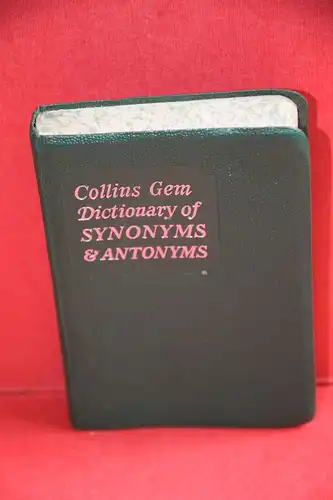 Collins Gem
Dictionary of
SYNONYMS
& ANTONYMS